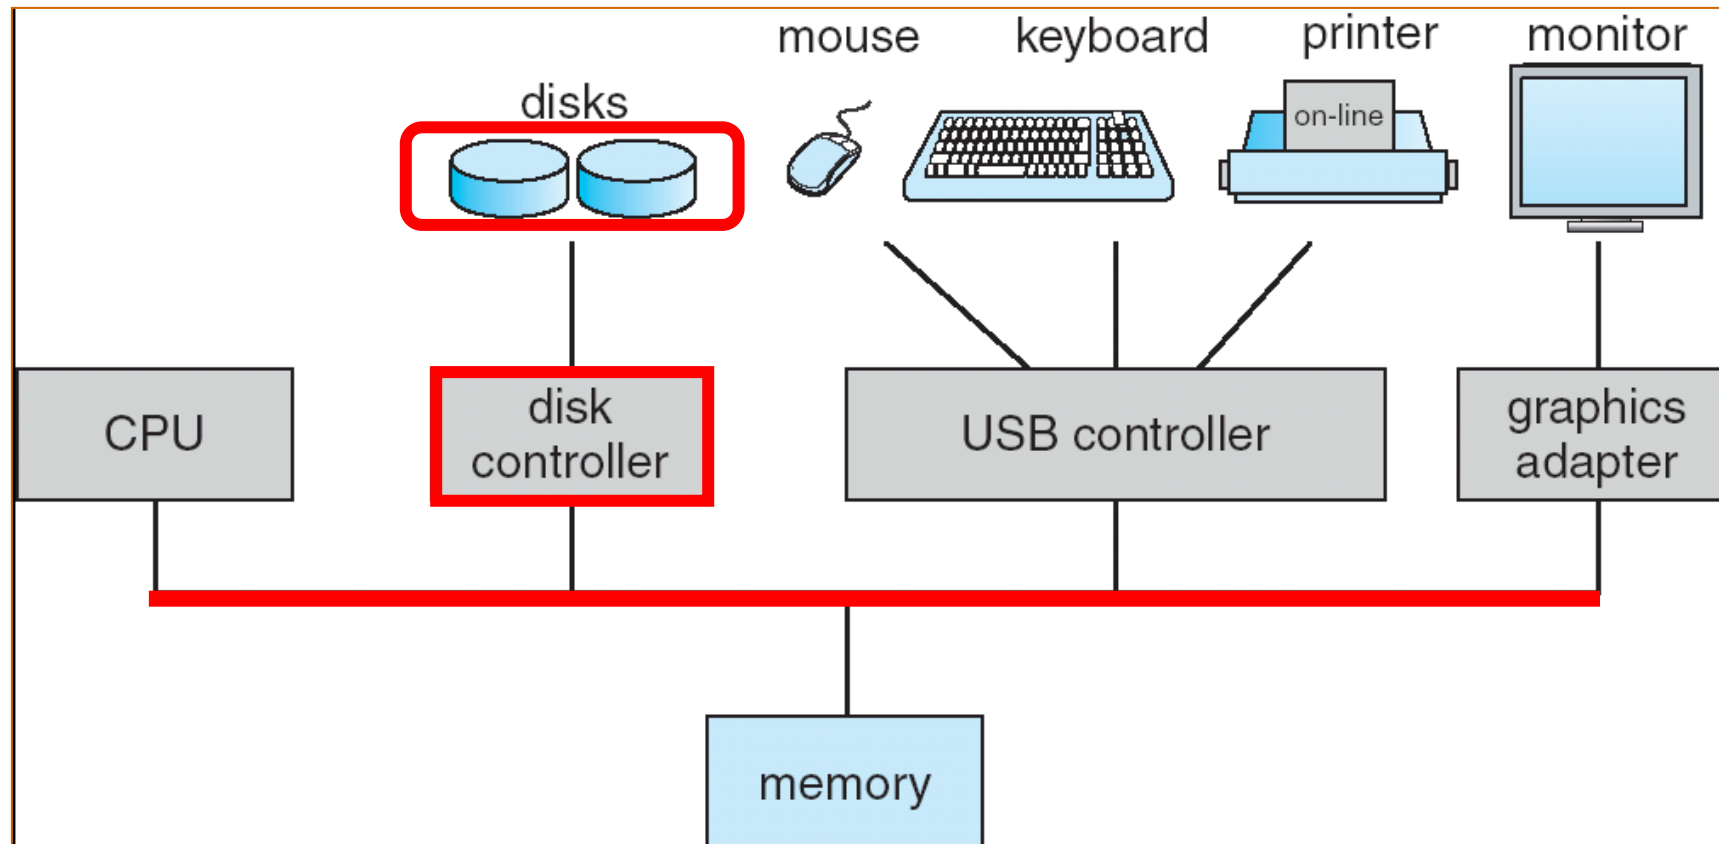 mouse
keyboard
printer
monitor
disks
on-line
CPU
disk
controller
USB controller
graphics
adapter
memory